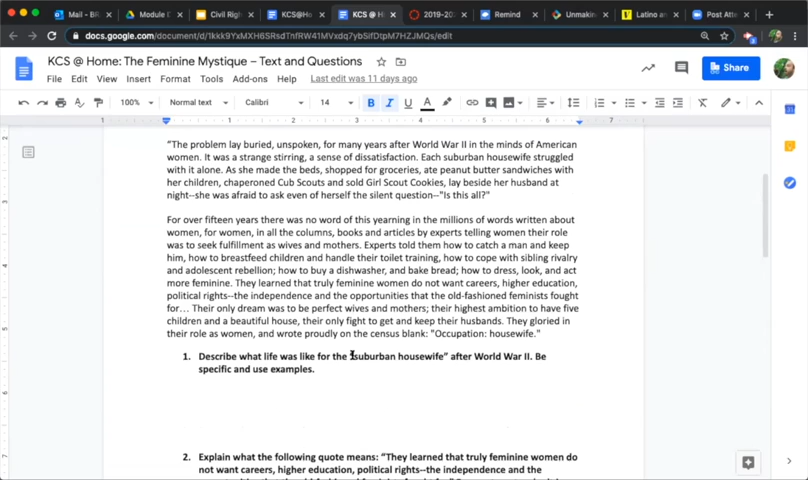 Mail - BR
Module D
Civil Righ
KCS@H
KCS @ H
2019-202
Remind
Unmakin
Latino a
Post Att
docs.google.com/document/d/1kkk9YxMXH6SRsdThfRW41MVxdq7ybSifDtpM7HZJMQs/edit
KCS @ Home: The Feminine Mystique – Text and Questions
File Edit View Insert Format Tools Add-ons Help Last edit was 11 days ago
Share
100% Normal text Calibri 14 B I U A
1 1 2 3 4 5 6 7
"The problem lay buried, unspoken, for many years after World War II in the minds of American
women. It was a strange stirring, a sense of dissatisfaction. Each suburban housewife struggled
with it alone. As she made the beds, shopped for groceries, ate peanut butter sandwiches with
her children, chaperoned Cub Scouts and sold Girl Scout Cookies, lay beside her husband at
night--she was afraid to ask even of herself the silent question--"Is this all?"
For over fifteen years there was no word of this yearning in the millions of words written about
women, for women, in all the columns, books and articles by experts telling women their role
was to seek fulfillment as wives and mothers. Experts told them how to catch a man and keep
him, how to breastfeed children and handle their toilet training, how to cope with sibling rivalry
and adolescent rebellion; how to buy a dishwasher, and bake bread; how to dress, look, and act
more feminine. They learned that truly feminine women do not want careers, higher education,
political rights--the independence and the opportunities that the old-fashioned feminists fought
for... Their only dream was to be perfect wives and mothers; their highest ambition to have five
children and a beautiful house, their only fight to get and keep their husbands. They gloried in
their role as women, and wrote proudly on the census blank: "Occupation: housewife."
1. Describe what life was like for the "suburban housewife" after World War II. Be
specific and use examples.
2. Explain what the following quote means: "They learned that truly feminine women do
not want careers, higher education, political rights--the independence and the